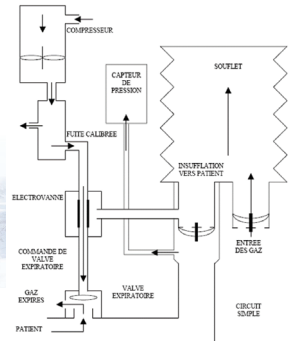 COMPRESSEUR
CAPTEUR
DE
PRESSION
SOUFLET
FUITE CALIBREE
INSUFFLATION
VERS PATIENT
ELECTROVANNE
COMMANDE DE
VALVE
EXPIRATOIRE
ENTREE
DES GAZ
GAZ
EXPIRES
VALVE
EXPIRATOIRE
CIRCUIT
SIMPLE
PATIENT